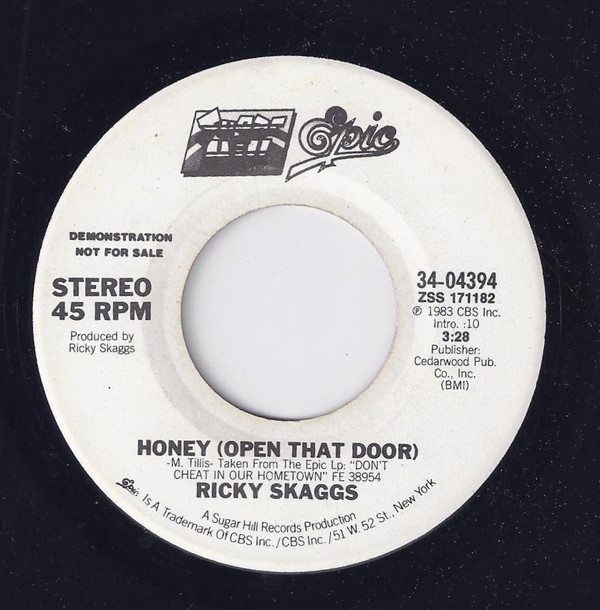 Epic
DEMONSTRATION
NOT FOR SALE
STEREO
45 RPM
Produced by
Ricky Skaggs
34-04394
ZSS 171182
℗ 1983 CBS Inc.
Intro. :10
3:28
Publisher:
Cedarwood Pub.
Co., Inc.
(BMI)
HONEY (OPEN THAT DOOR)
-M. Tillis- Taken From The Epic Lp: "DON'T
CHEAT IN OUR HOMETOWN" FE 38954
RICKY SKAGGS
A Sugar Hill Records Production
Epic Is A Trademark Of CBS Inc./CBS Inc./51 W. 52 St., New York